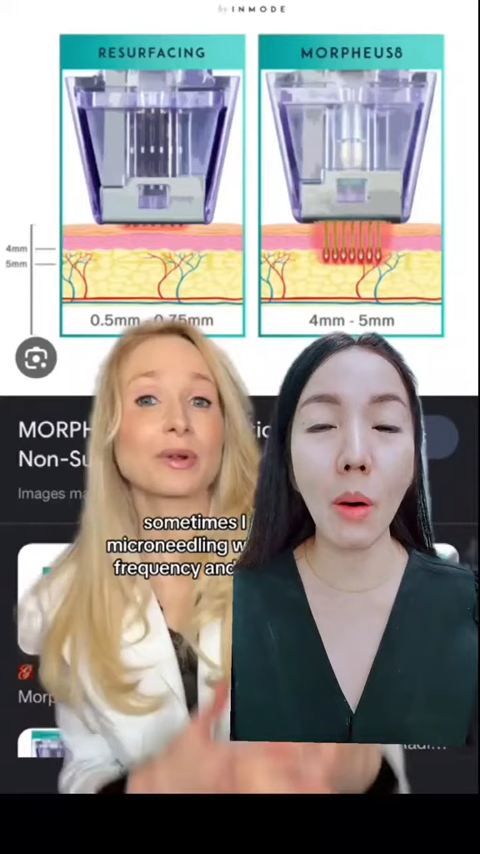 by INMODE
RESURFACING
MORPHEUS8
4mm
5mm
0.5mm - 0.75mm
4mm - 5mm
MORPH
Non-Su
Images ma
sometimes I
microneedling w
frequency and
Morp